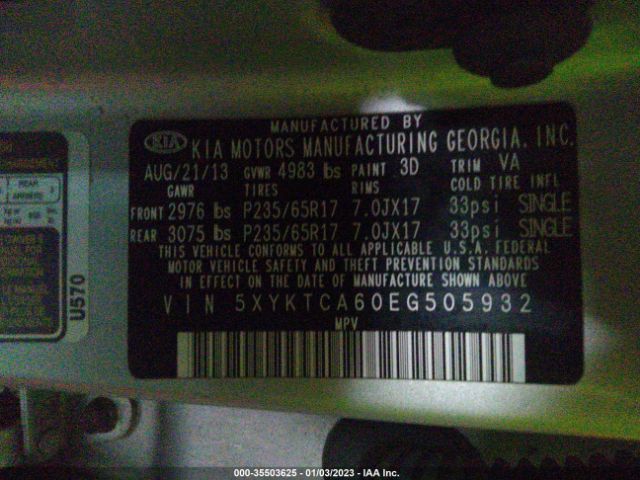 MANUFACTURED BY
KIA KIA MOTORS MANUFACTURING GEORGIA, INC.
AUG/21/13 GVWR 4983 lbs PAINT 3D TRIM VA
GAWR TIRES RIMS COLD TIRE INFL.
FRONT 2976 lbs P235/65R17 7.0JX17 33psi SINGLE
REAR 3075 lbs P235/65R17 7.0JX17 33psi SINGLE
THIS VEHICLE CONFORMS TO ALL APPLICABLE U.S.A. FEDERAL
MOTOR VEHICLE SAFETY AND THEFT PREVENTION STANDARDS
IN EFFECT ON THE DATE OF MANUFACTURE SHOWN ABOVE
VIN 5XYKTCA60EG505932
MPV
REAR
U570
000-35503625 - 01/03/2023 - IAA Inc.